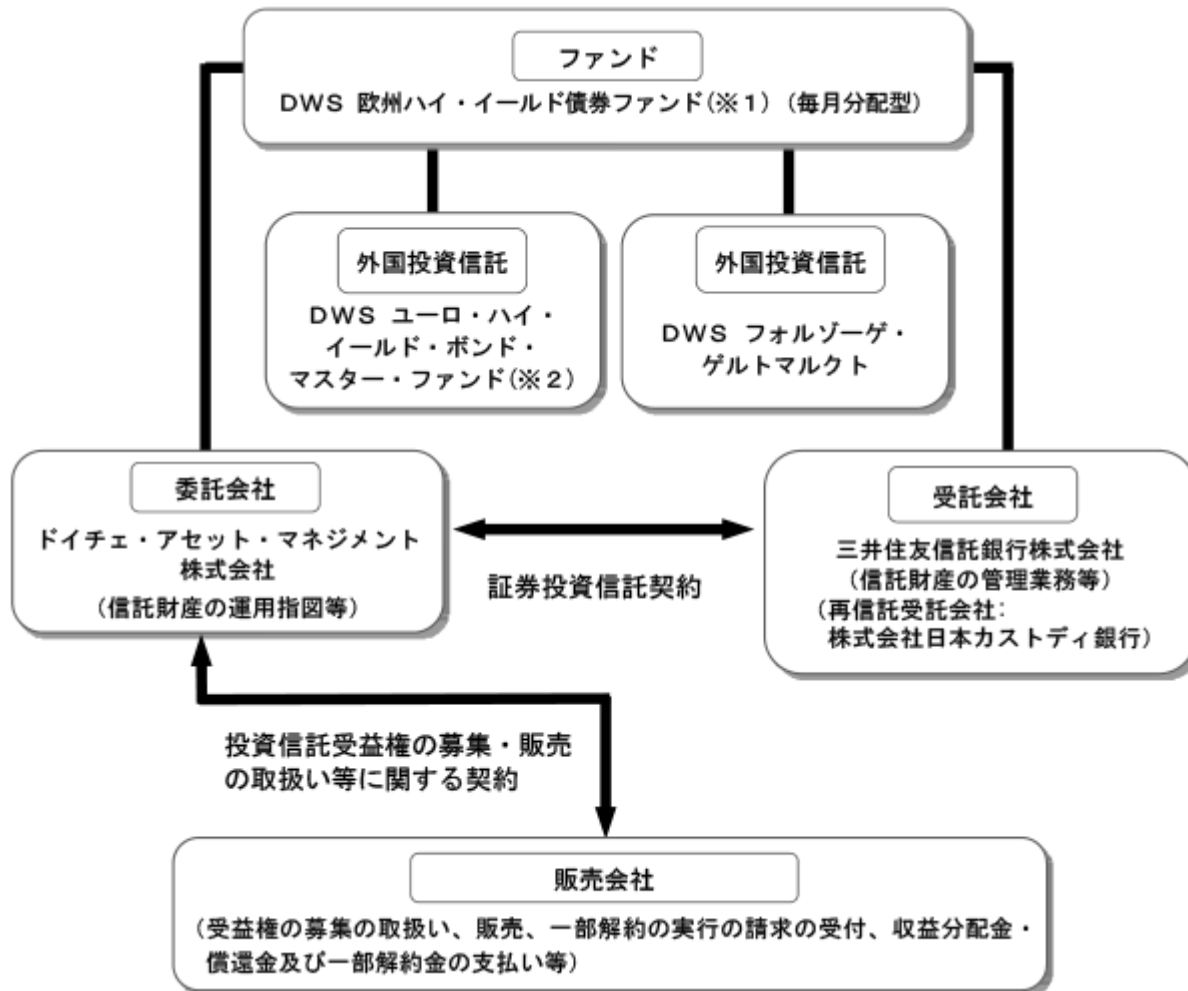 ファンド
DWS 欧州ハイ・イールド債券ファンド(※1)(毎月分配型)
外国投資信託
DWS ユーロ・ハイ・
イールド・ボンド・
マスター・ファンド(※2)
外国投資信託
DWS フォルゾーゲ・
ゲルトマルクト
委託会社
ドイチェ・アセット・マネジメント
株式会社
(信託財産の運用指図等)
証券投資信託契約
受託会社
三井住友信託銀行株式会社
(信託財産の管理業務等)
(再信託受託会社:
株式会社日本カストディ銀行)
投資信託受益権の募集・販売
の取扱い等に関する契約
販売会社
(受益権の募集の取扱い、販売、一部解約の実行の請求の受付、収益分配金・
償還金及び一部解約金の支払い等)